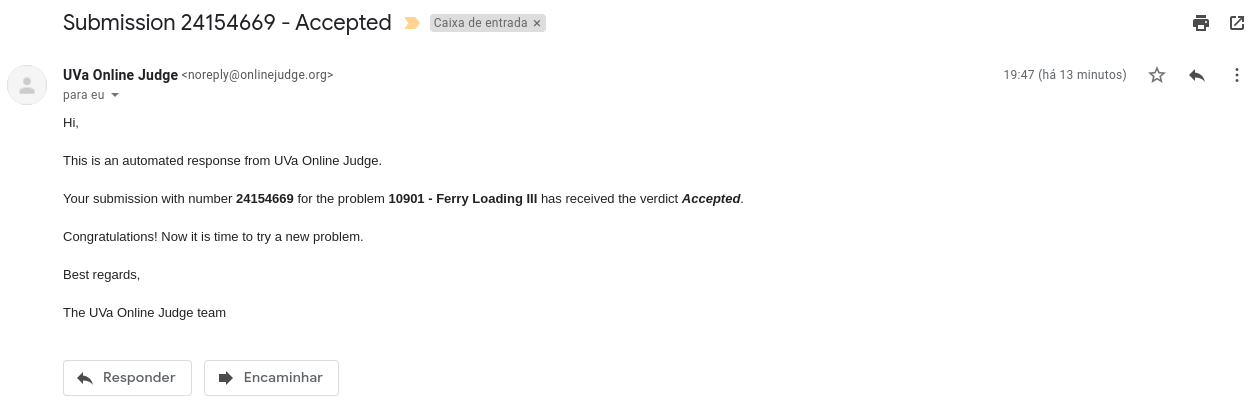 Submission 24154669 - Accepted Caixa de entrada ×
UVa Online Judge <noreply@onlinejudge.org> 19:47 (há 13 minutos)
para eu
Hi,
This is an automated response from UVa Online Judge.
Your submission with number 24154669 for the problem 10901 - Ferry Loading III has received the verdict Accepted.
Congratulations! Now it is time to try a new problem.
Best regards,
The UVa Online Judge team
Responder Encaminhar